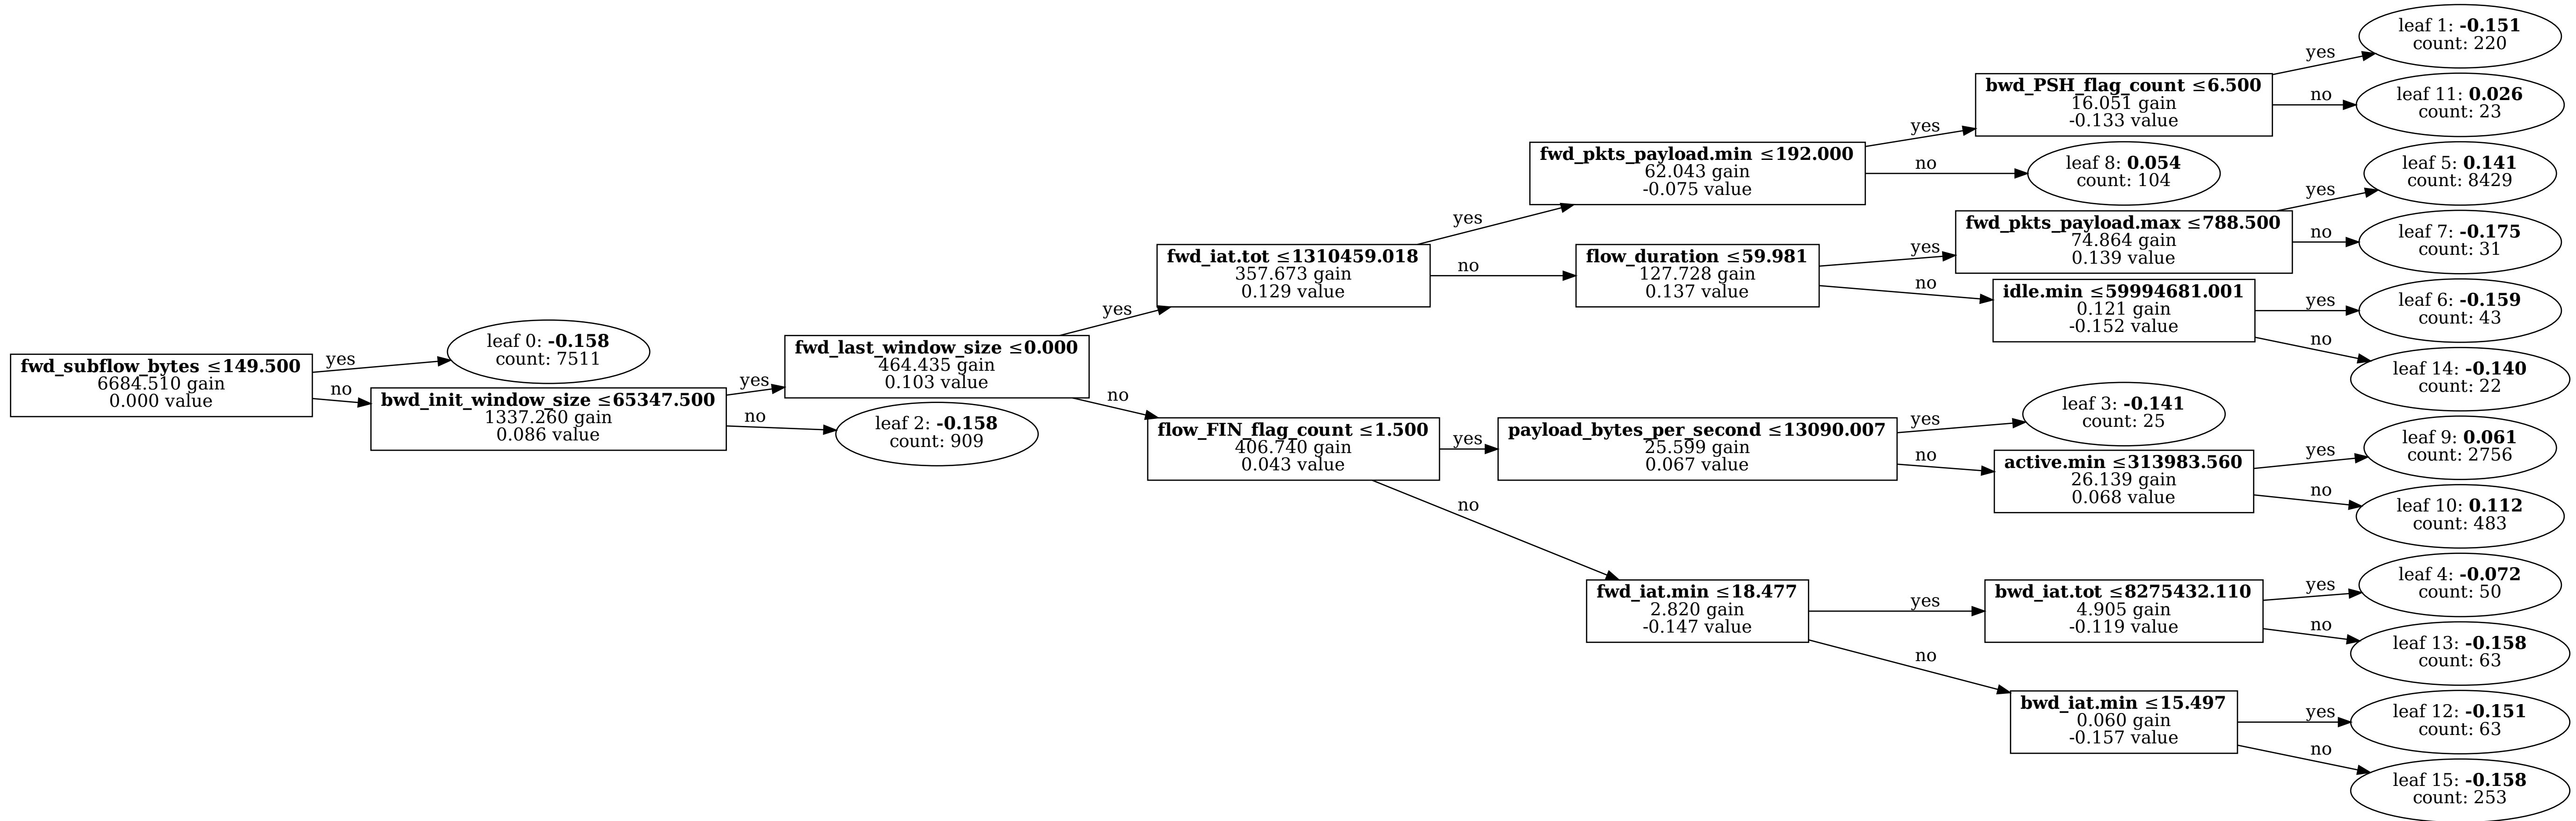 fwd_subflow_bytes ≤149.500
6684.510 gain
0.000 value
yes
no
leaf 0: -0.158
count: 7511
bwd_init_window_size ≤65347.500
1337.260 gain
0.086 value
yes
no
fwd_last_window_size ≤0.000
464.435 gain
0.103 value
leaf 2: -0.158
count: 909
yes
no
fwd_iat.tot ≤1310459.018
357.673 gain
0.129 value
yes
no
flow_FIN_flag_count ≤1.500
406.740 gain
0.043 value
yes
no
fwd_pkts_payload.min ≤192.000
62.043 gain
-0.075 value
yes
no
flow_duration ≤59.981
127.728 gain
0.137 value
yes
no
payload_bytes_per_second ≤13090.007
25.599 gain
0.067 value
yes
no
fwd_iat.min ≤18.477
2.820 gain
-0.147 value
yes
no
bwd_PSH_flag_count ≤6.500
16.051 gain
-0.133 value
yes
no
leaf 8: 0.054
count: 104
fwd_pkts_payload.max ≤788.500
74.864 gain
0.139 value
yes
no
idle.min ≤59994681.001
0.121 gain
-0.152 value
yes
no
leaf 3: -0.141
count: 25
active.min ≤313983.560
26.139 gain
0.068 value
yes
no
bwd_iat.tot ≤8275432.110
4.905 gain
-0.119 value
yes
no
bwd_iat.min ≤15.497
0.060 gain
-0.157 value
yes
no
leaf 1: -0.151
count: 220
leaf 11: 0.026
count: 23
leaf 5: 0.141
count: 8429
leaf 7: -0.175
count: 31
leaf 6: -0.159
count: 43
leaf 14: -0.140
count: 22
leaf 9: 0.061
count: 2756
leaf 10: 0.112
count: 483
leaf 4: -0.072
count: 50
leaf 13: -0.158
count: 63
leaf 12: -0.151
count: 63
leaf 15: -0.158
count: 253